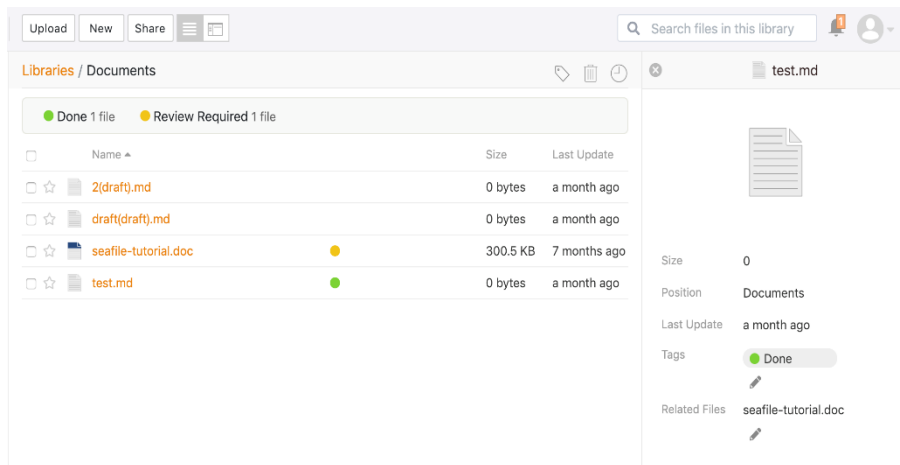 Upload New Share Search files in this library 1
Libraries / Documents
test.md
Done 1 file Review Required 1 file
Name Size Last Update
2(draft).md 0 bytes a month ago
draft(draft).md 0 bytes a month ago
seafile-tutorial.doc 300.5 KB 7 months ago
test.md 0 bytes a month ago
Size 0
Position Documents
Last Update a month ago
Tags Done
Related Files seafile-tutorial.doc